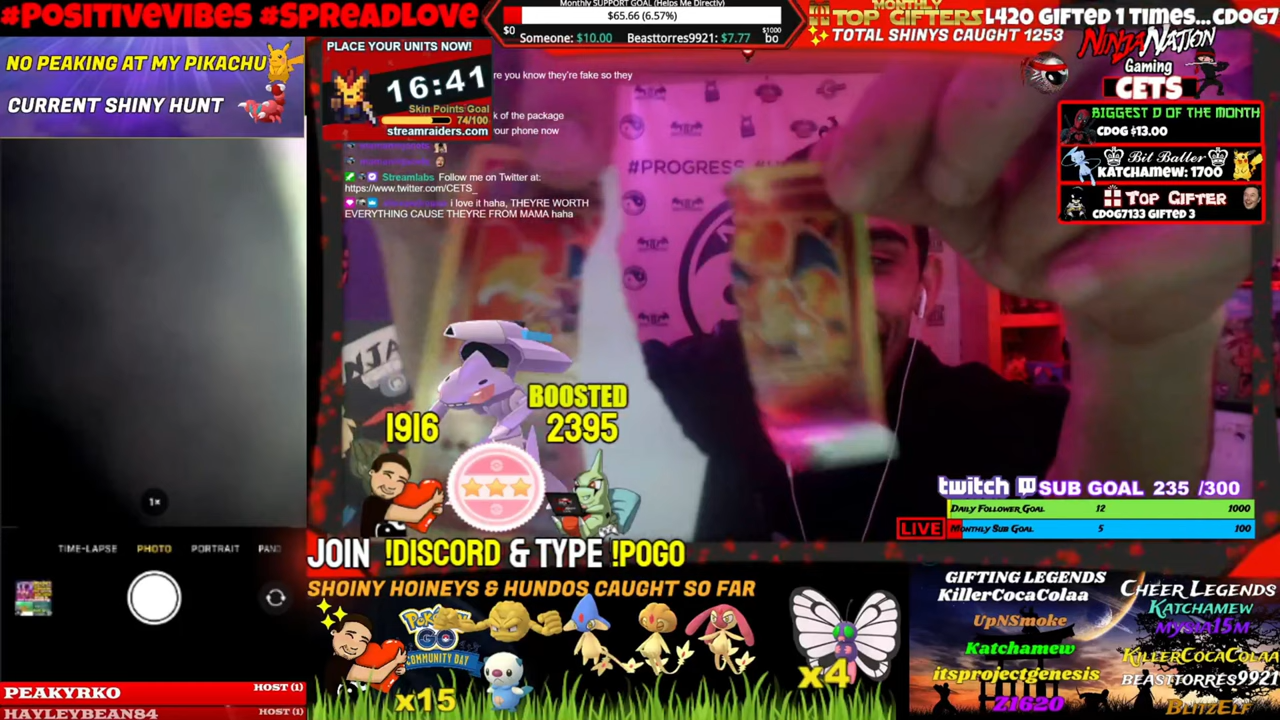 #POSITIVEVIBES #SPREADLOVE
Monthly SUPPORT GOAL (Helps Me Directly)
$65.66 (6.57%)
$0
$1000
Someone: $10.00 Beasttorres9921: $7.77 bo
MONTHLY
TOP GIFTERS
L420 GIFTED 1 TIMES...CDOG7
TOTAL SHINYS CAUGHT 1253
NO PEAKING AT MY PIKACHU
CURRENT SHINY HUNT
PLACE YOUR UNITS NOW!
16:41
Skin Points Goal
74/100
streamraiders.com
re you know they're fake so they
k of the package
your phone now
Streamlabs Follow me on Twitter at:
https://www.twitter.com/CETS_
i love it haha, THEYRE WORTH
EVERYTHING CAUSE THEYRE FROM MAMA haha
#PROGRESS
NINJA NATION
Gaming
CETS
BIGGEST D OF THE MONTH
CDOG $13.00
Bit Baller
KATCHAMEW: 1700
TOP GIFTER
CDOG7133 GIFTED 3
NINJA
1916
BOOSTED
2395
twitch SUB GOAL 235 /300
DAILY FOLLOWER GOAL 12 1000
LIVE
MONTHLY SUB GOAL 5 100
1x
TIME-LAPSE PHOTO PORTRAIT PANO
JOIN !DISCORD & TYPE !POGO
SHOINY HOINEYS & HUNDOS CAUGHT SO FAR
POKéMON
GO
COMMUNITY DAY
x15
x4
GIFTING LEGENDS
KILLERCOCACOLAA
UPNSMOKE
KATCHAMEW
ITSPROJECTGENESIS
Z1620
CHEER LEGENDS
KATCHAMEW
MYSIA15M
KILLERCOCACOLAA
BEASTTORRES9921
BLITZELF
PEAKYRKO HOST (1)
HAYLEYBEAN84 HOST (1)